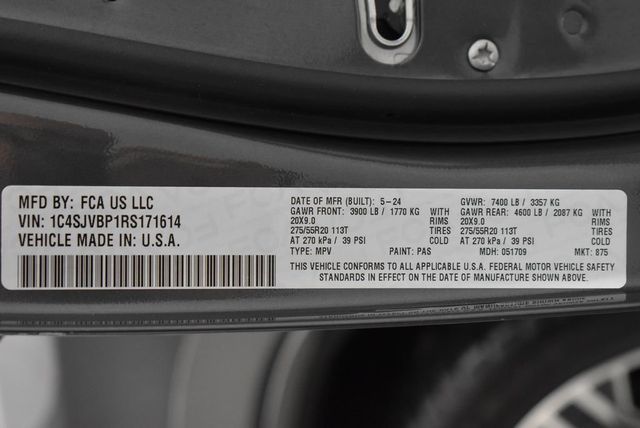 MFD BY: FCA US LLC
VIN: 1C4SJVBP1RS171614
VEHICLE MADE IN: U.S.A.
DATE OF MFR (BUILT): 5-24
GAWR FRONT: 3900 LB / 1770 KG WITH
20X9.0 RIMS
275/55R20 113T TIRES
AT 270 kPa / 39 PSI
TYPE: MPV PAINT: PAS
GVWR: 7400 LB / 3357 KG
GAWR REAR: 4600 LB / 2087 KG WITH
20X9.0 RIMS
275/55R20 113T TIRES
AT 270 kPa / 39 PSI
MDH: 051709 MKT: 875
THIS VEHICLE CONFORMS TO ALL APPLICABLE U.S.A. FEDERAL MOTOR VEHICLE SAFETY
STANDARDS IN EFFECT ON THE DATE OF MANUFACTURE SHOWN ABOVE.